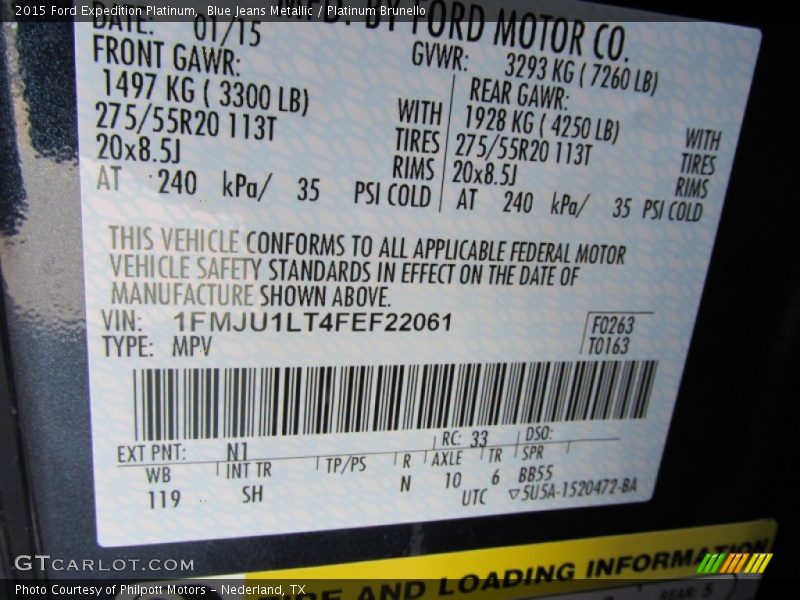 2015 Ford Expedition Platinum, Blue Jeans Metallic / Platinum Brunello
DATE: 01/15 MFD. BY FORD MOTOR CO.
FRONT GAWR: GVWR: 3293 KG ( 7260 LB)
1497 KG ( 3300 LB) REAR GAWR:
275/55R20 113T WITH 1928 KG ( 4250 LB) WITH
20x8.5J TIRES 275/55R20 113T TIRES
RIMS 20x8.5J RIMS
AT 240 kPa/ 35 PSI COLD AT 240 kPa/ 35 PSI COLD
THIS VEHICLE CONFORMS TO ALL APPLICABLE FEDERAL MOTOR
VEHICLE SAFETY STANDARDS IN EFFECT ON THE DATE OF
MANUFACTURE SHOWN ABOVE.
VIN: 1FMJU1LT4FEF22061 F0263
TYPE: MPV T0163
EXT PNT: N1 RC: 33 DSO:
WB INT TR TP/PS R AXLE TR SPR
119 SH N 10 6 BB55
UTC ▽5U5A-1520472-BA
TIRE AND LOADING INFORMATION
REAR: 5
GTCARLOT.COM
Photo Courtesy of Philpott Motors - Nederland, TX